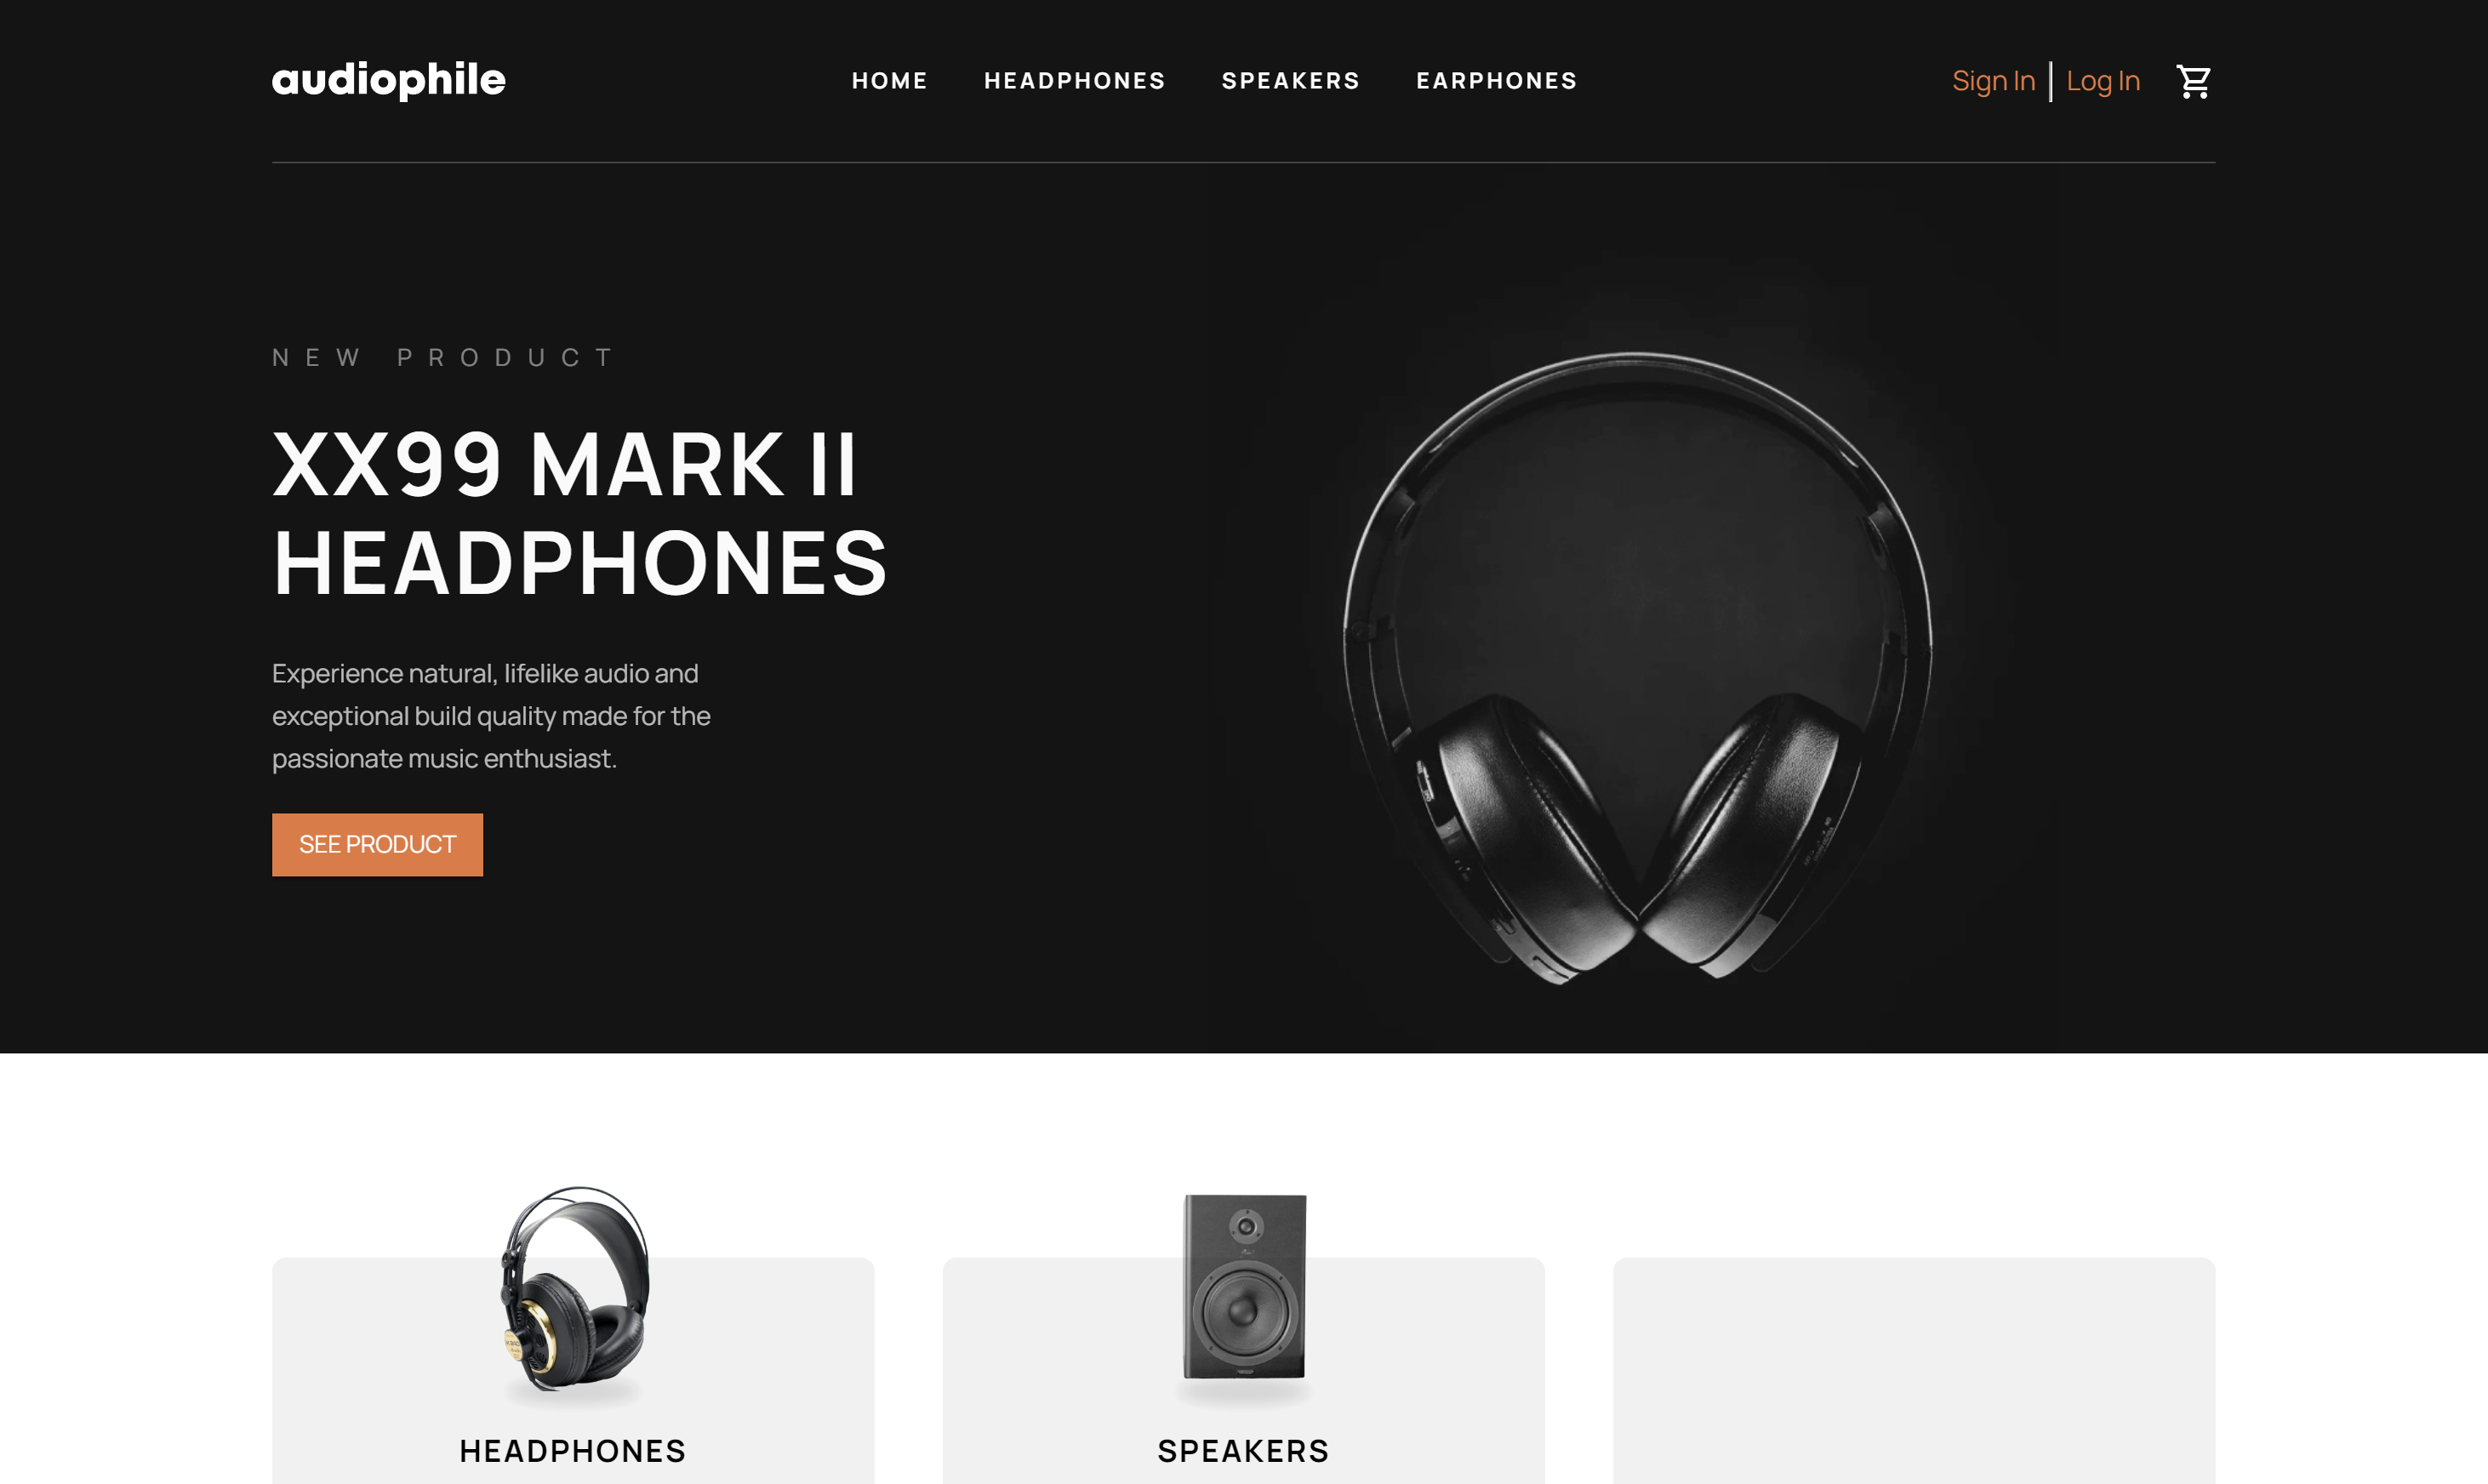 audiophile
HOME HEADPHONES SPEAKERS EARPHONES
Sign In Log In
NEW PRODUCT
XX99 MARK II
HEADPHONES
Experience natural, lifelike audio and
exceptional build quality made for the
passionate music enthusiast.
SEE PRODUCT
HEADPHONES
SPEAKERS